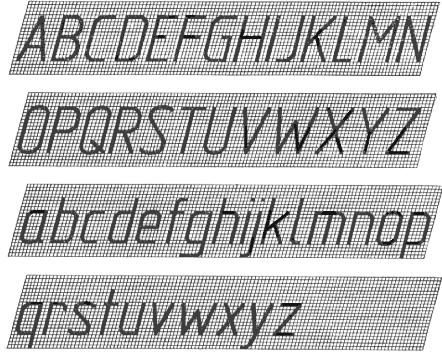 ABCDEFGHIJKLMN
OPQRSTUVWXYZ
abcdefghijklmnop
qrstuvwxyz